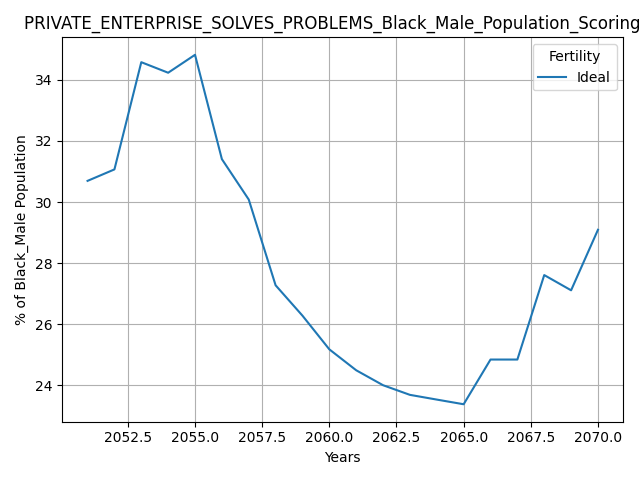 PRIVATE_ENTERPRISE_SOLVES_PROBLEMS_Black_Male_Population_Scoring
Fertility
Ideal
34
32
30
28
26
24
% of Black_Male Population
2052.5 2055.0 2057.5 2060.0 2062.5 2065.0 2067.5 2070.0
Years